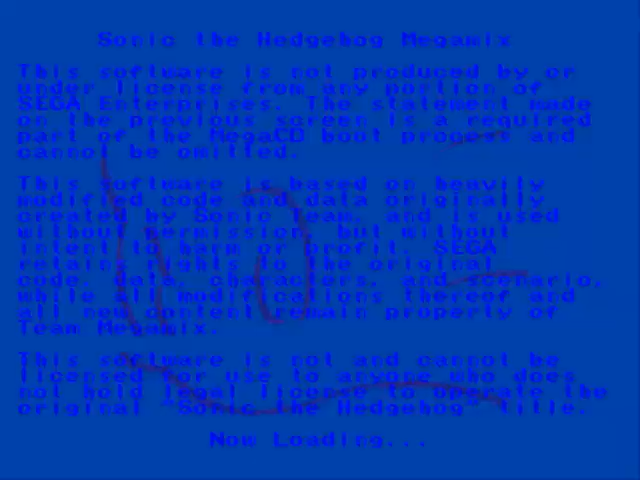 Sonic the Hedgehog Megamix
This software is not produced by or
under license from any portion of
SEGA Enterprises. The statement made
on the previous screen is a required
part of the MegaCD boot process and
cannot be omitted.
This software is based on heavily
modified code and data originally
created by Sonic Team, and is used
without permission, but without
intent to harm or profit. SEGA
retains rights to the original
code, data, characters, and scenario,
while all modifications thereof and
all new content remain property of
Team Megamix.
This software is not and cannot be
licensed for use to anyone who does
not hold legal license to operate the
original "Sonic the Hedgehog" title.
Now Loading...